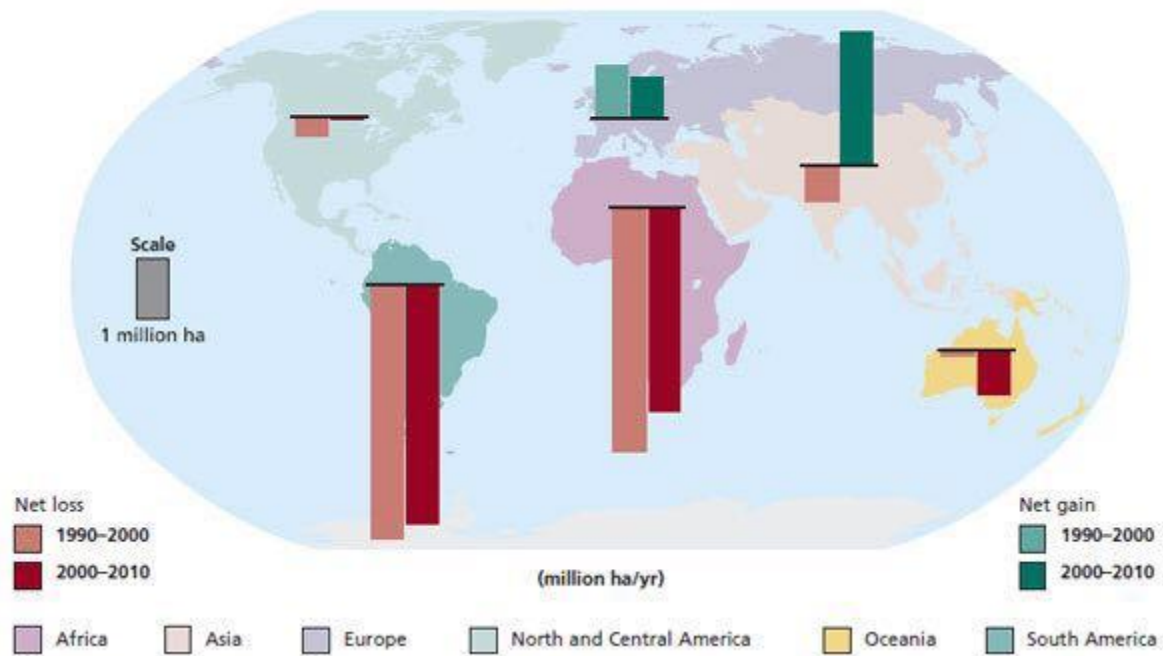 Scale
1 million ha
Net loss
1990–2000
2000–2010
(million ha/yr)
Net gain
1990–2000
2000–2010
Africa
Asia
Europe
North and Central America
Oceania
South America